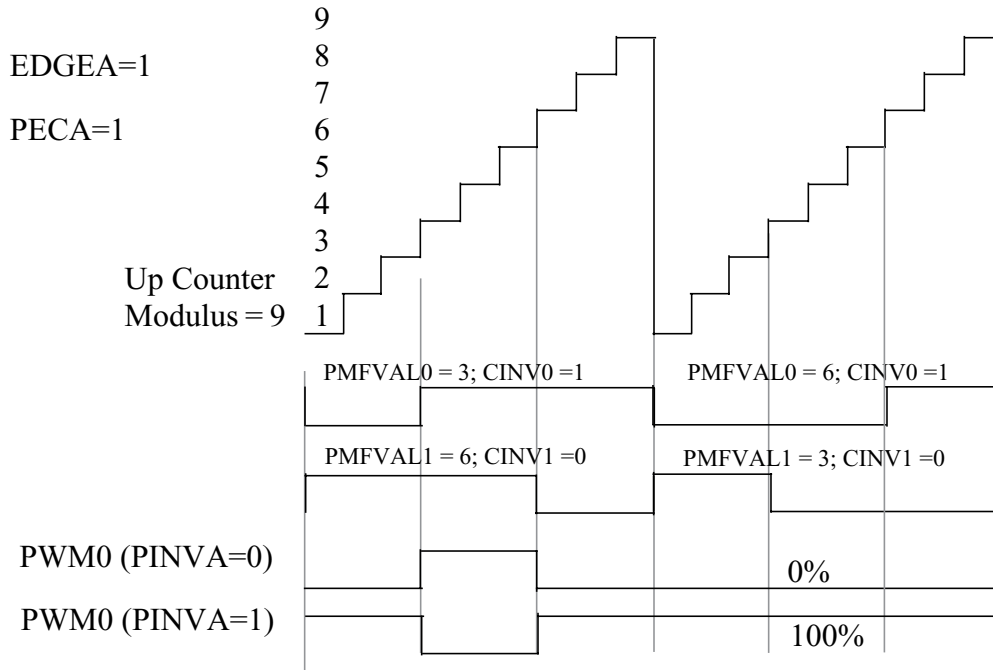 9
EDGEA=1
8
7
PECA=1
6
5
4
3
Up Counter
2
Modulus = 9
1
PMFVAL0 = 3; CINV0 =1
PMFVAL0 = 6; CINV0 =1
PMFVAL1 = 6; CINV1 =0
PMFVAL1 = 3; CINV1 =0
PWM0 (PINVA=0)
0%
PWM0 (PINVA=1)
100%